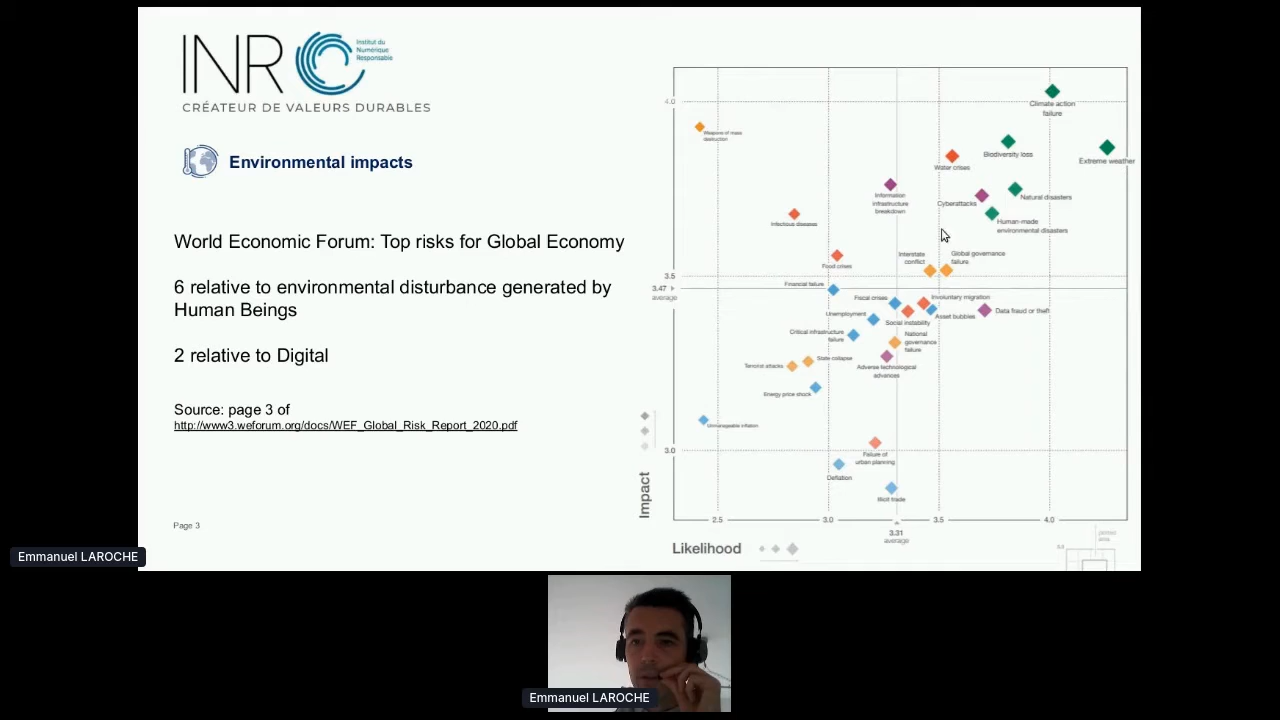 INR
Institut du
Numérique
Responsable
CRÉATEUR DE VALEURS DURABLES
Environmental impacts
World Economic Forum: Top risks for Global Economy
6 relative to environmental disturbance generated by
Human Beings
2 relative to Digital
Source: page 3 of
http://www3.weforum.org/docs/WEF_Global_Risk_Report_2020.pdf
Page 3
4.0
Climate action
failure
Weapons of mass
destruction
Biodiversity loss
Extreme weather
Water crises
Information
infrastructure
breakdown
Cyberattacks
Natural disasters
Infectious diseases
Human-made
environmental disasters
Food crises
Interstate
conflict
Global governance
failure
3.5
3.47
average
Financial failure
Fiscal crises
Involuntary migration
Unemployment
Social instability
Asset bubbles
Data fraud or theft
Critical infrastructure
failure
National
governance
failure
Terrorist attacks
State collapse
Adverse technological
advances
Energy price shock
Unmanageable inflation
3.0
Failure of
urban planning
Deflation
Illicit trade
Impact
2.5
3.0
3.5
4.0
3.31
average
Likelihood
Emmanuel LAROCHE
Emmanuel LAROCHE